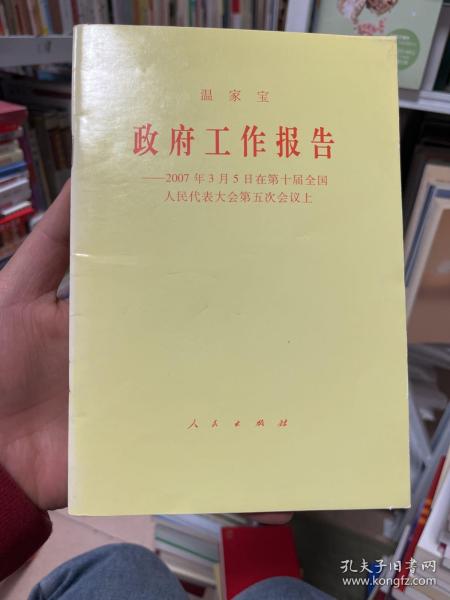 温家宝
政府工作报告
——2007年3月5日在第十届全国
人民代表大会第五次会议上
人民出版社
孔夫子旧书网
www.kongfz.com